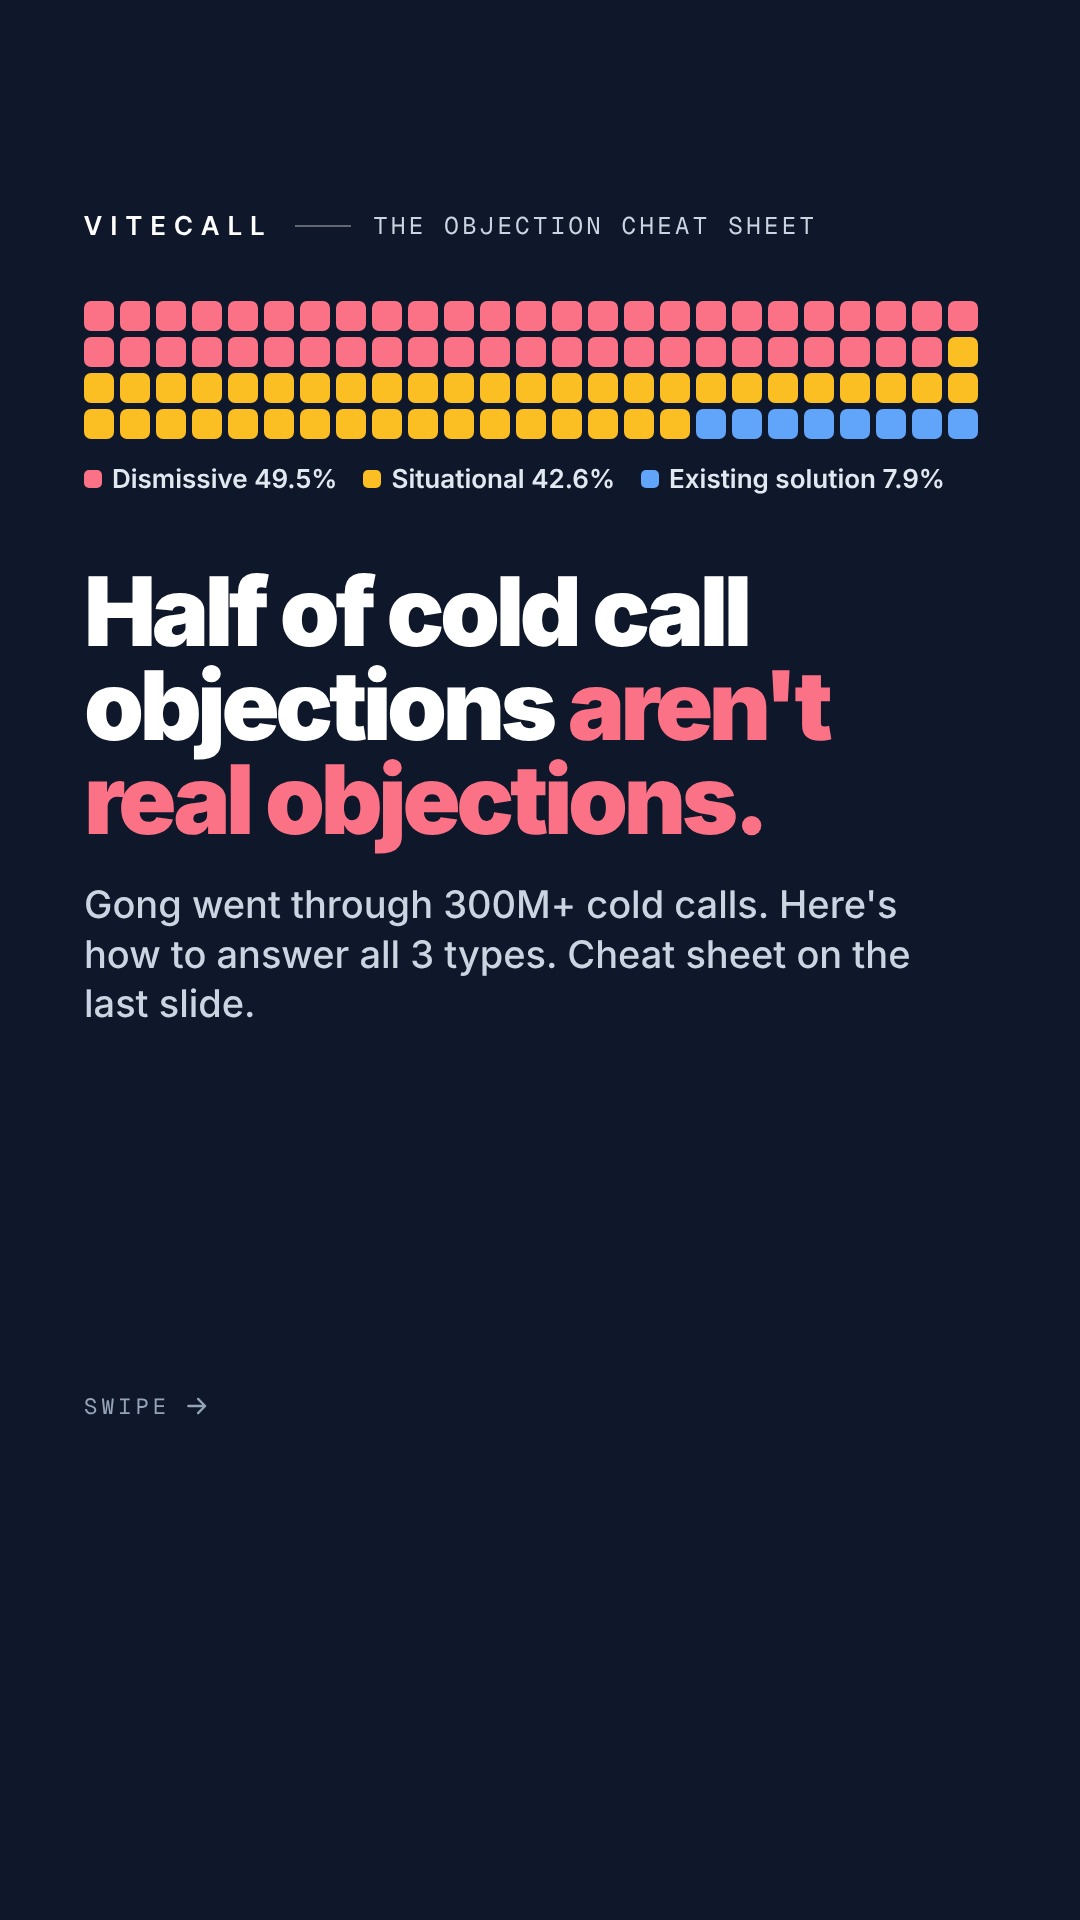 VITECALL — THE OBJECTION CHEAT SHEET
Dismissive 49.5% Situational 42.6% Existing solution 7.9%
Half of cold call
objections aren't
real objections.
Gong went through 300M+ cold calls. Here's
how to answer all 3 types. Cheat sheet on the
last slide.
SWIPE →